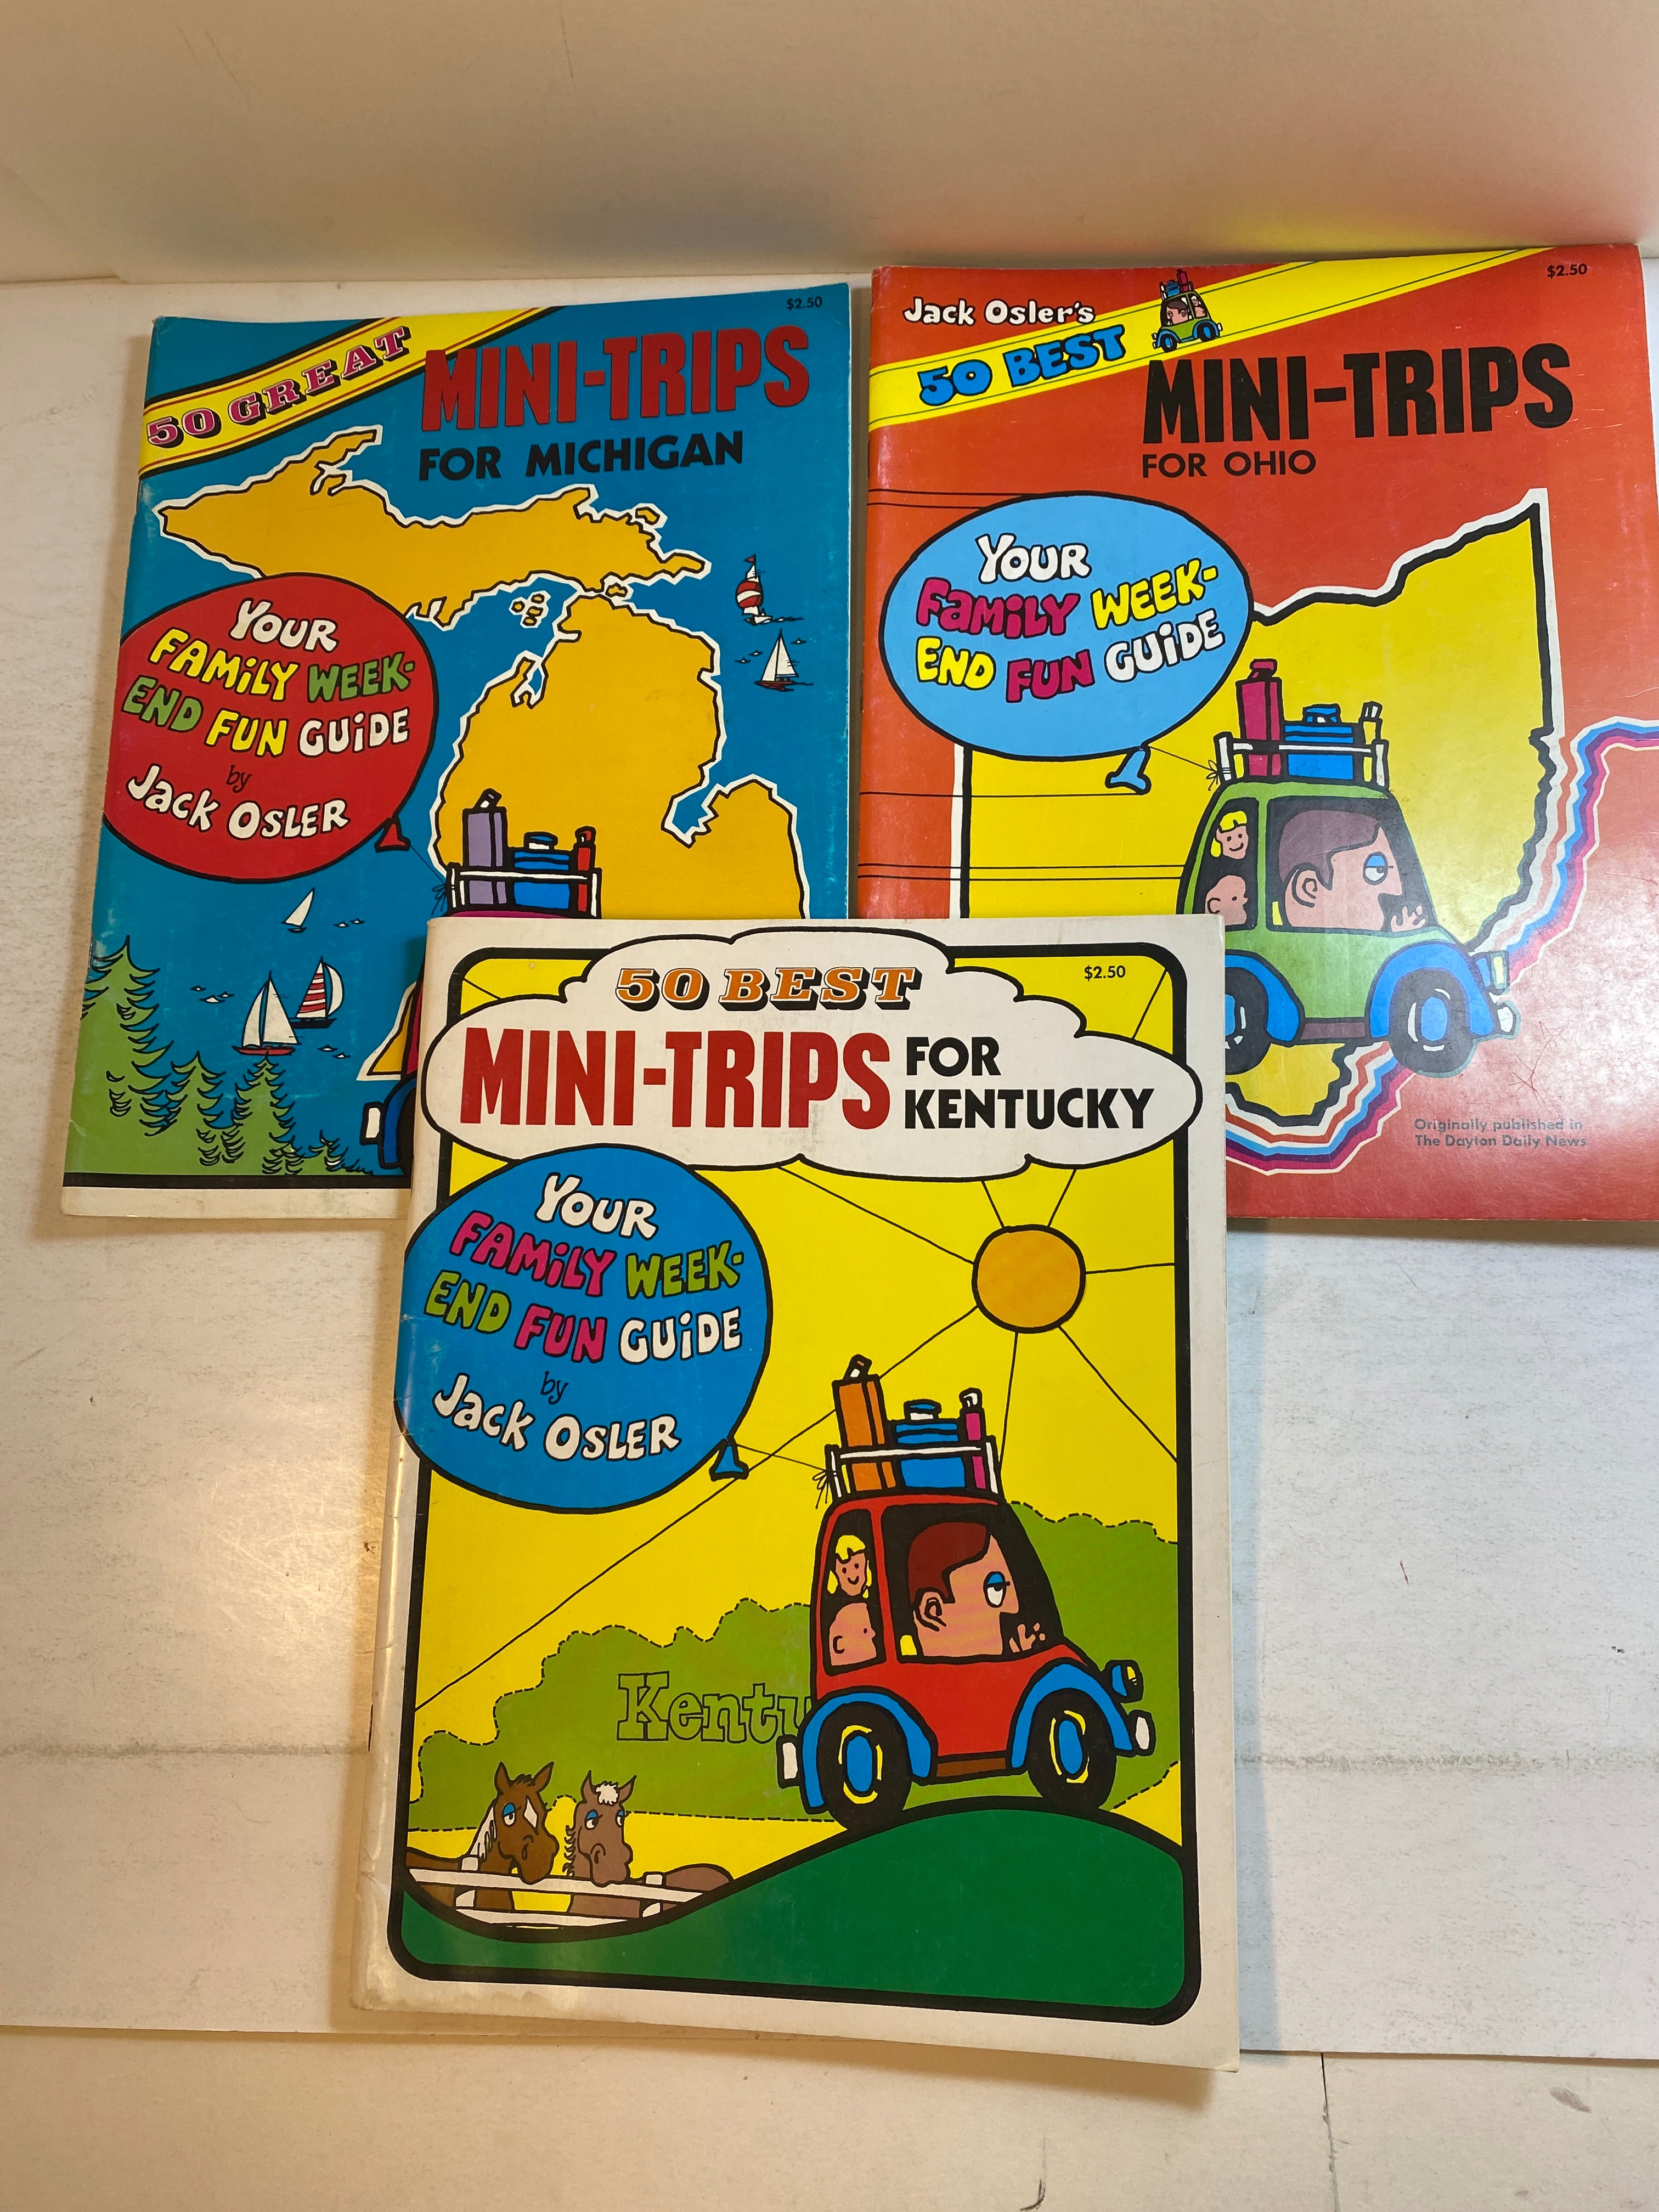 $2.50
50 GREAT
MINI-TRIPS
FOR MICHIGAN
YOUR
FAMiLY WEEK-
END FUN GUiDE
by
JACK OSLER
$2.50
Jack Osler's
50 BEST
MINI-TRIPS
FOR OHIO
YOUR
FAMiLY WEEK-
END FUN GUiDE
Originally published in
The Dayton Daily News
50 BEST
$2.50
MINI-TRIPS FOR
KENTUCKY
YOUR
FAMiLY WEEK-
END FUN GUiDE
by
JACK OSLER
Kentu